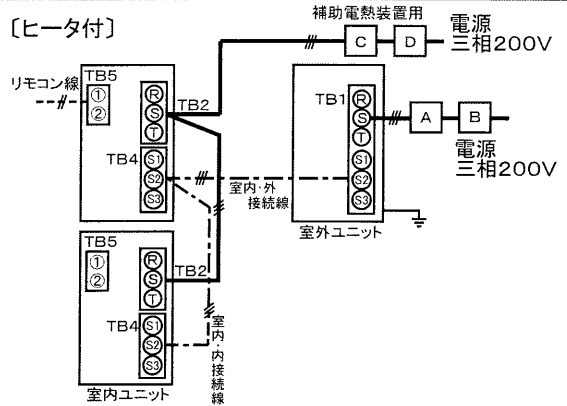 〔ヒータ付〕
補助電熱装置用
C
D
電源
三相200V
リモコン線
TB5
①
②
R
S
T
TB2
TB4
S1
S2
S3
室内・外
接続線
TB1
R
S
T
S1
S2
S3
A
B
電源
三相200V
室外ユニット
TB5
①
②
R
S
T
TB2
TB4
S1
S2
S3
室内・内接続線
室内ユニット